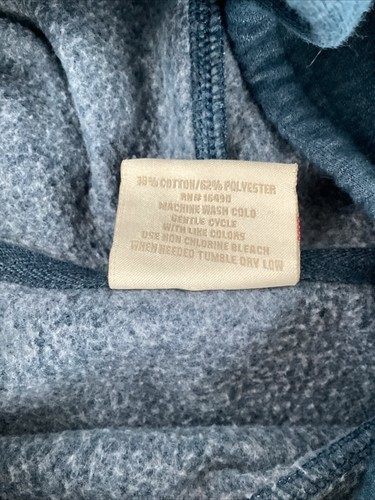 38% COTTON/62% POLYESTER
RN# 15490
MACHINE WASH COLD
GENTLE CYCLE
WITH LIKE COLORS
USE NON CHLORINE BLEACH
WHEN NEEDED TUMBLE DRY LOW